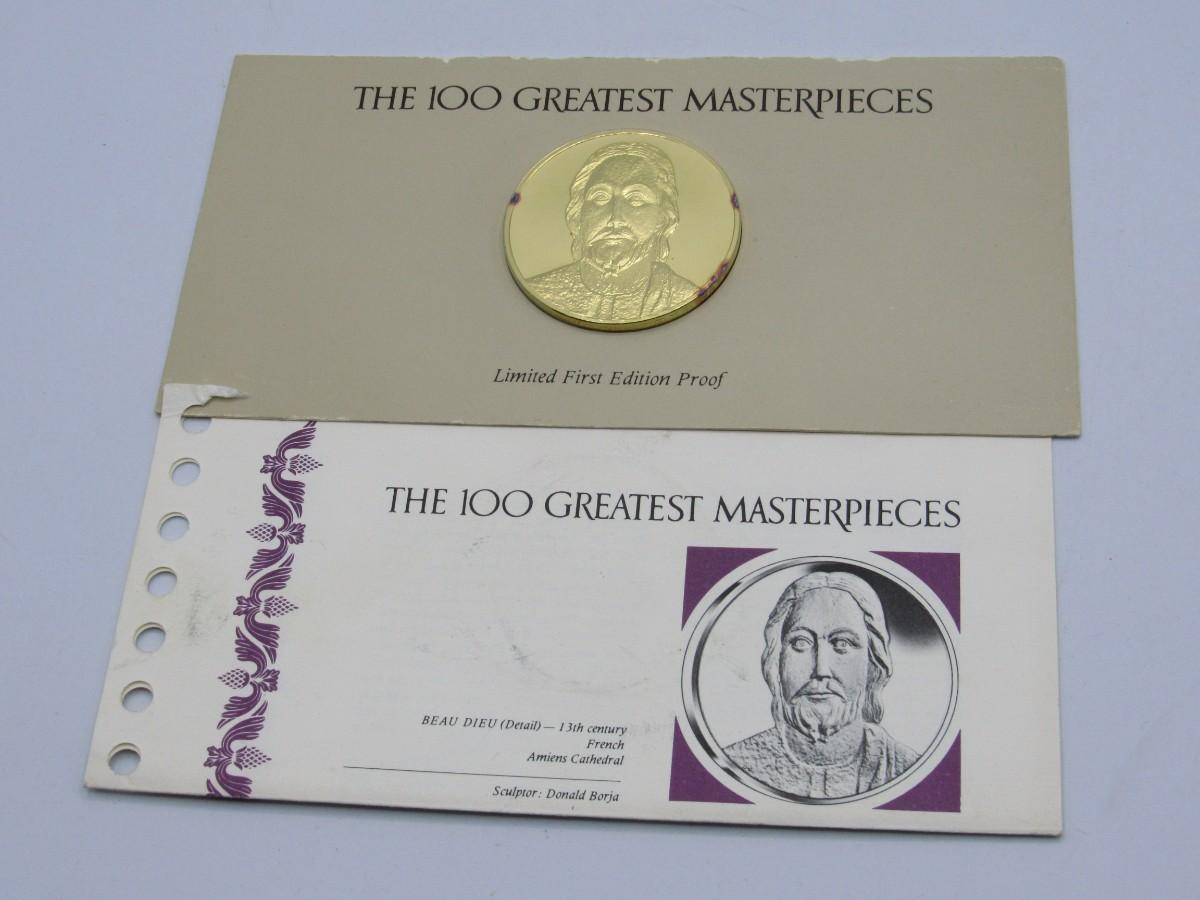 THE 100 GREATEST MASTERPIECES
Limited First Edition Proof
THE 100 GREATEST MASTERPIECES
BEAU DIEU (Detail) — 13th century
French
Amiens Cathedral
Sculptor: Donald Borja